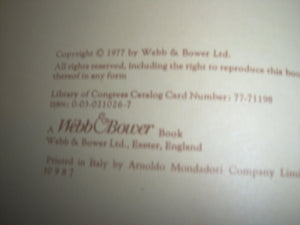 Copyright © 1977 by Webb & Bower Ltd.
All rights reserved, including the right to reproduce this
thereof in any form
Library of Congress Catalog Card Number: 77-71198
ISBN: 0-03-021026-7
A Webb & Bower Book
Webb & Bower Ltd., Exeter, England
Printed in Italy by Arnoldo Mondadori Company
10 9 8 7